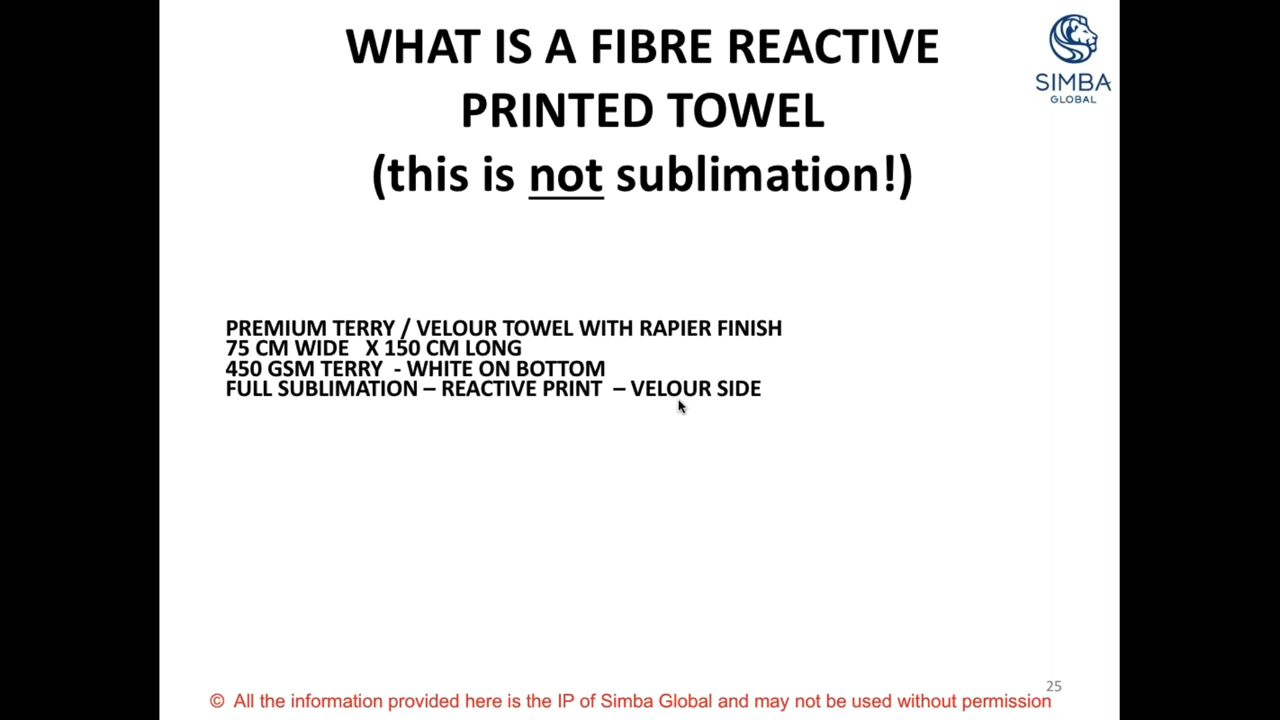 WHAT IS A FIBRE REACTIVE
PRINTED TOWEL
(this is not sublimation!)
SIMBA
GLOBAL
PREMIUM TERRY / VELOUR TOWEL WITH RAPIER FINISH
75 CM WIDE X 150 CM LONG
450 GSM TERRY - WHITE ON BOTTOM
FULL SUBLIMATION – REACTIVE PRINT – VELOUR SIDE
25
© All the information provided here is the IP of Simba Global and may not be used without permission